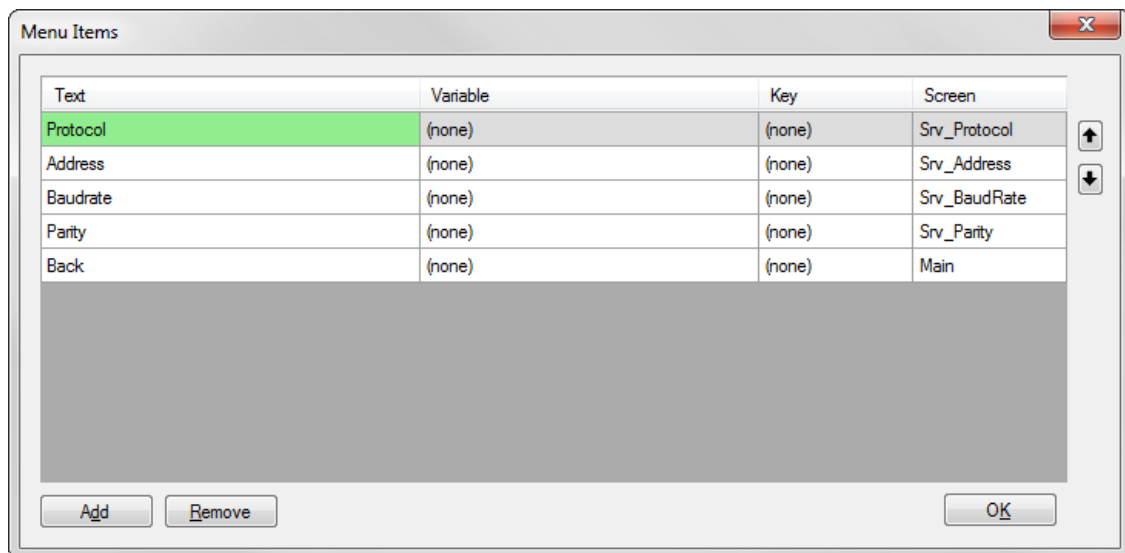 Menu Items
Text Variable Key Screen
Protocol (none) (none) Srv_Protocol
Address (none) (none) Srv_Address
Baudrate (none) (none) Srv_BaudRate
Parity (none) (none) Srv_Parity
Back (none) (none) Main
Add Remove OK